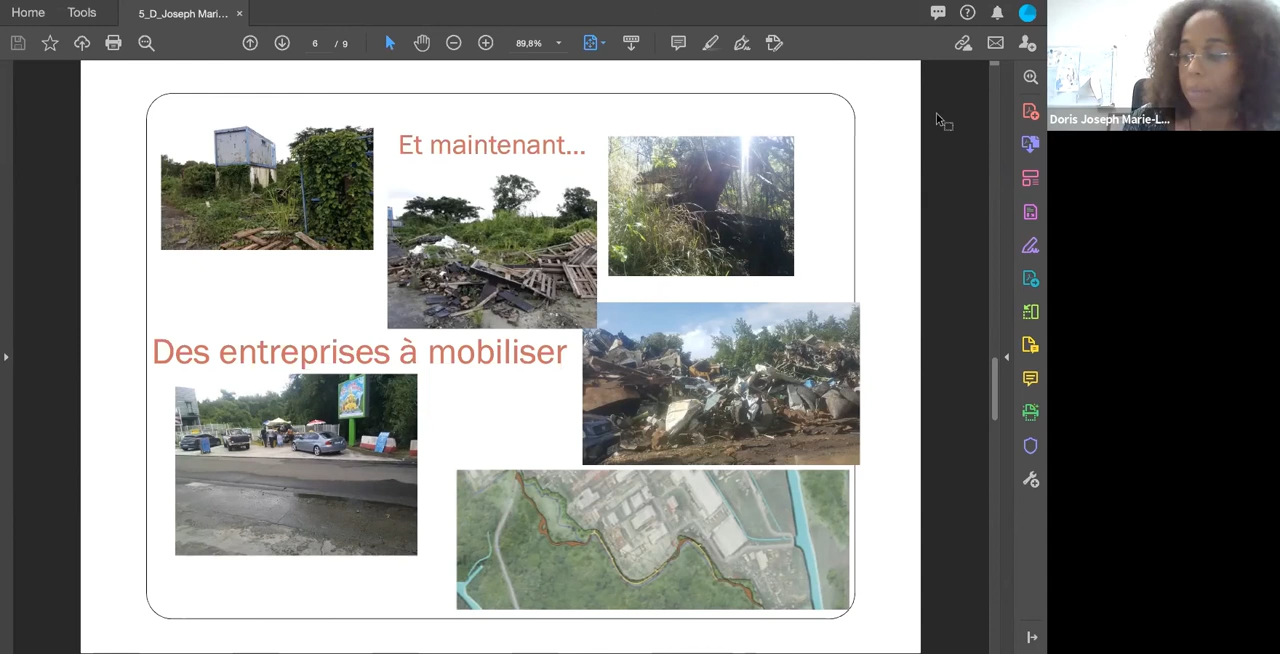 Home Tools 5_D_Joseph Mari... ×
6 / 9 89,8%
Doris Joseph Marie-L...
Et maintenant...
Des entreprises à mobiliser